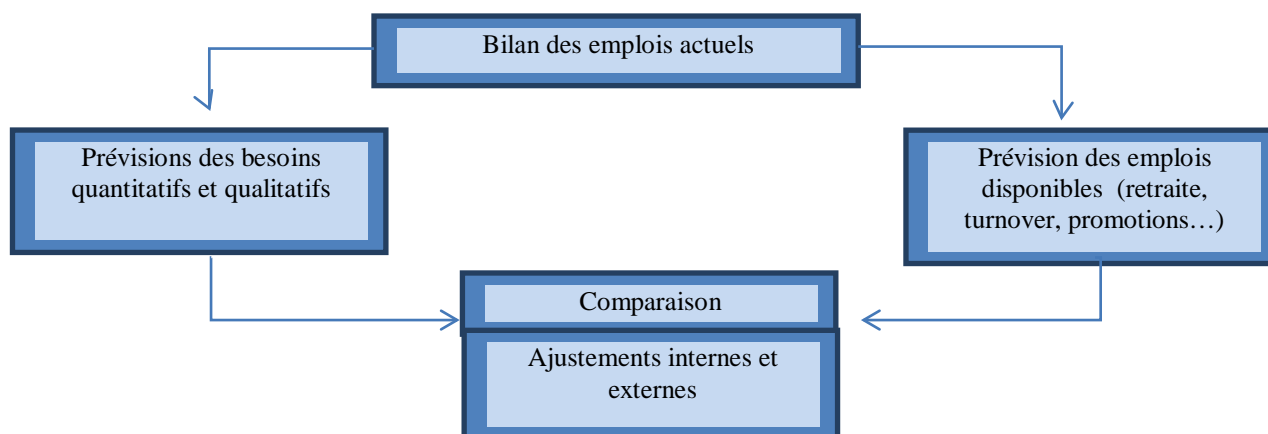 Bilan des emplois actuels
Prévisions des besoins
quantitatifs et qualitatifs
Prévision des emplois
disponibles (retraite,
turnover, promotions…)
Comparaison
Ajustements internes et
externes